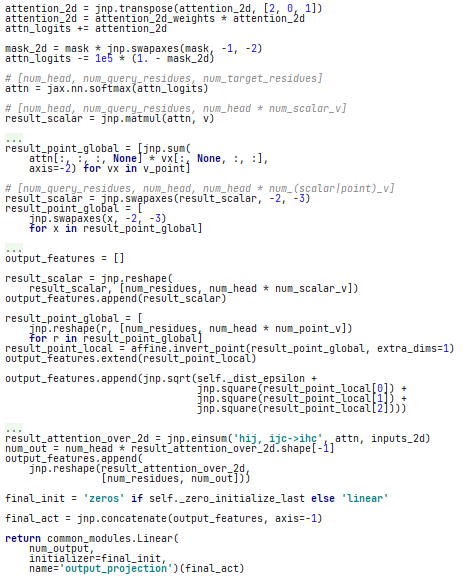 attention_2d = jnp.transpose(attention_2d, [2, 0, 1])
attention_2d = attention_2d_weights * attention_2d
attn_logits += attention_2d

mask_2d = mask * jnp.swapaxes(mask, -1, -2)
attn_logits -= 1e5 * (1. - mask_2d)

# [num_head, num_query_residues, num_target_residues]
attn = jax.nn.softmax(attn_logits)

# [num_head, num_query_residues, num_head * num_scalar_v]
result_scalar = jnp.matmul(attn, v)

...
result_point_global = [jnp.sum(
    attn[:, :, :, None] * vx[:, None, :, :],
    axis=-2) for vx in v_point]

# [num_query_residues, num_head, num_head * num_(scalar|point)_v]
result_scalar = jnp.swapaxes(result_scalar, -2, -3)
result_point_global = [
    jnp.swapaxes(x, -2, -3)
    for x in result_point_global]

...
output_features = []

result_scalar = jnp.reshape(
    result_scalar, [num_residues, num_head * num_scalar_v])
output_features.append(result_scalar)

result_point_global = [
    jnp.reshape(r, [num_residues, num_head * num_point_v])
    for r in result_point_global]
result_point_local = affine.invert_point(result_point_global, extra_dims=1)
output_features.extend(result_point_local)

output_features.append(jnp.sqrt(self._dist_epsilon +
                                jnp.square(result_point_local[0]) +
                                jnp.square(result_point_local[1]) +
                                jnp.square(result_point_local[2])))

...
result_attention_over_2d = jnp.einsum('hij, ijc->ihc', attn, inputs_2d)
num_out = num_head * result_attention_over_2d.shape[-1]
output_features.append(
    jnp.reshape(result_attention_over_2d,
                [num_residues, num_out]))

final_init = 'zeros' if self._zero_initialize_last else 'linear'

final_act = jnp.concatenate(output_features, axis=-1)

return common_modules.Linear(
    num_output,
    initializer=final_init,
    name='output_projection')(final_act)